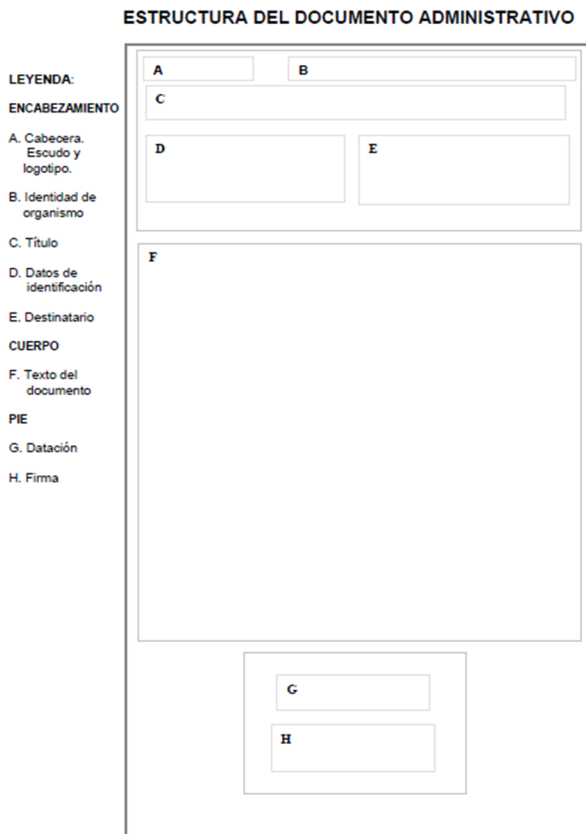 ESTRUCTURA DEL DOCUMENTO ADMINISTRATIVO
LEYENDA:
ENCABEZAMIENTO
A. Cabecera.
Escudo y
logotipo.
B. Identidad de
organismo
C. Título
D. Datos de
identificación
E. Destinatario
CUERPO
F. Texto del
documento
PIE
G. Datación
H. Firma
A
B
C
D
E
F
G
H